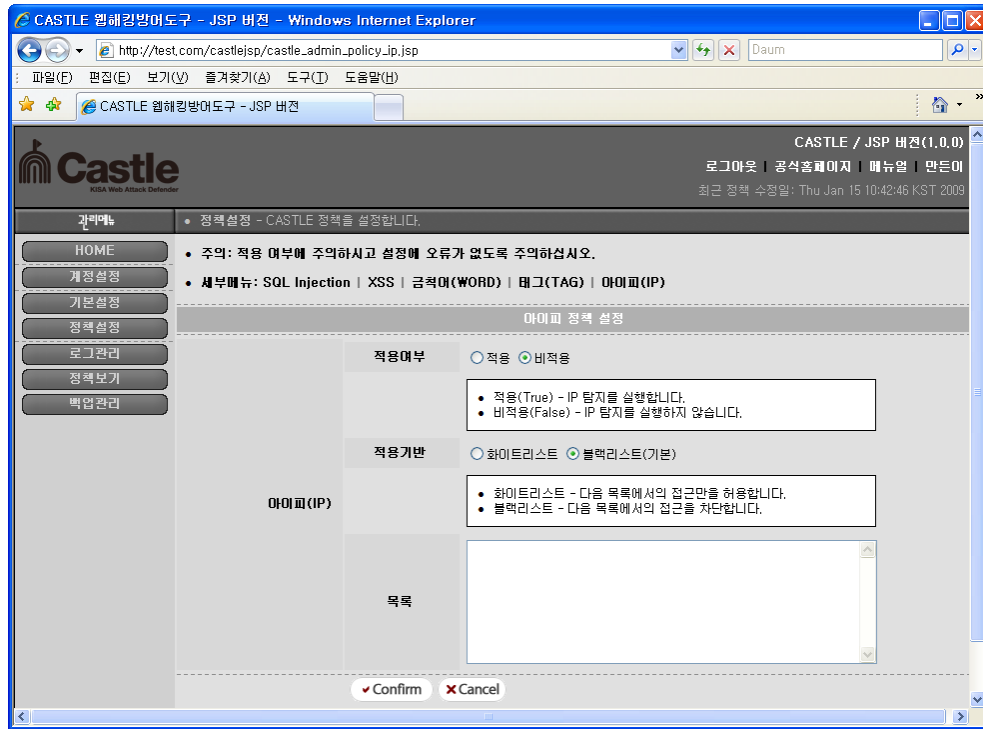 CASTLE 웹해킹방어도구 - JSP 버전 - Windows Internet Explorer
http://test.com/castlejsp/castle_admin_policy_ip.jsp
Daum
파일(F) 편집(E) 보기(V) 즐겨찾기(A) 도구(T) 도움말(H)
CASTLE 웹해킹방어도구 - JSP 버전
Castle
KISA Web Attack Defender
CASTLE / JSP 버전(1.0.0)
로그아웃 | 공식홈페이지 | 메뉴얼 | 만든이
최근 정책 수정일: Thu Jan 15 10:42:46 KST 2009
관리메뉴
• 정책설정 - CASTLE 정책을 설정합니다.
HOME
계정설정
기본설정
정책설정
로그관리
정책보기
백업관리
• 주의: 적용 여부에 주의하시고 설정에 오류가 없도록 주의하십시오.
• 세부메뉴: SQL Injection | XSS | 금칙어(WORD) | 태그(TAG) | 아이피(IP)
아이피 정책 설정
아이피(IP)
적용여부
적용 비적용
• 적용(True) - IP 탐지를 실행합니다.
• 비적용(False) - IP 탐지를 실행하지 않습니다.
적용기반
화이트리스트 블랙리스트(기본)
• 화이트리스트 - 다음 목록에서의 접근만을 허용합니다.
• 블랙리스트 - 다음 목록에서의 접근을 차단합니다.
목록
Confirm Cancel